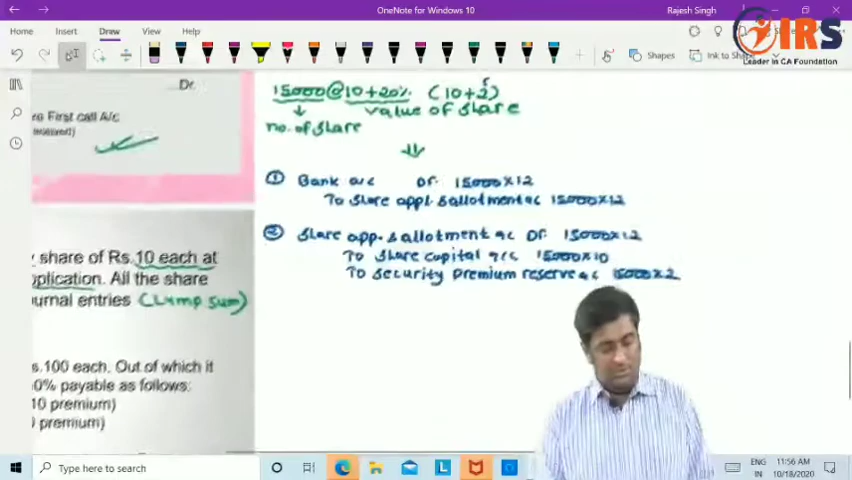 OneNote for Windows 10
Rajesh Singh
Home Insert Draw View Help
Shapes Ink to Shape
IRS
Leader in CA Foundation
Dr.
First call A/c
15000@10+20% (10+2)
value of share
no. of share
① Bank a/c Dr. 15000×12
To share appl. & allotment a/c 15000×12
② Share app. & allotment a/c Dr 15000×12
To share capital a/c 15000×10
To security premium reserve a/c 15000×2
share of Rs.10 each at
plication. All the share
urnal entries (Lump sum)
s.100 each. Out of which it
0% payable as follows:
10 premium)
premium)
Type here to search
ENG
IN
11:56 AM
10/18/2020